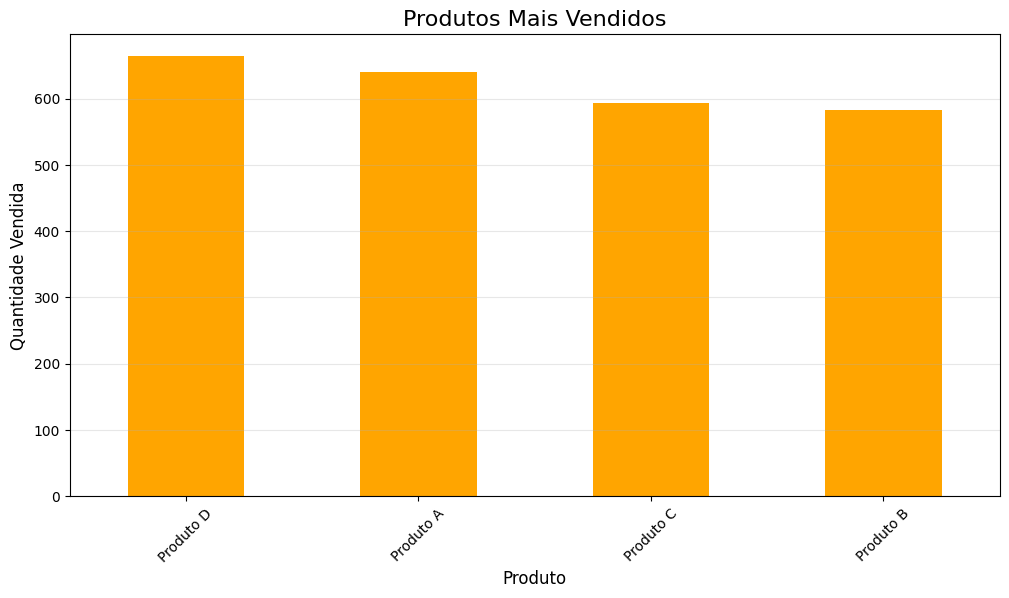 Produtos Mais Vendidos
Quantidade Vendida
600
500
400
300
200
100
0
Produto D
Produto A
Produto C
Produto B
Produto